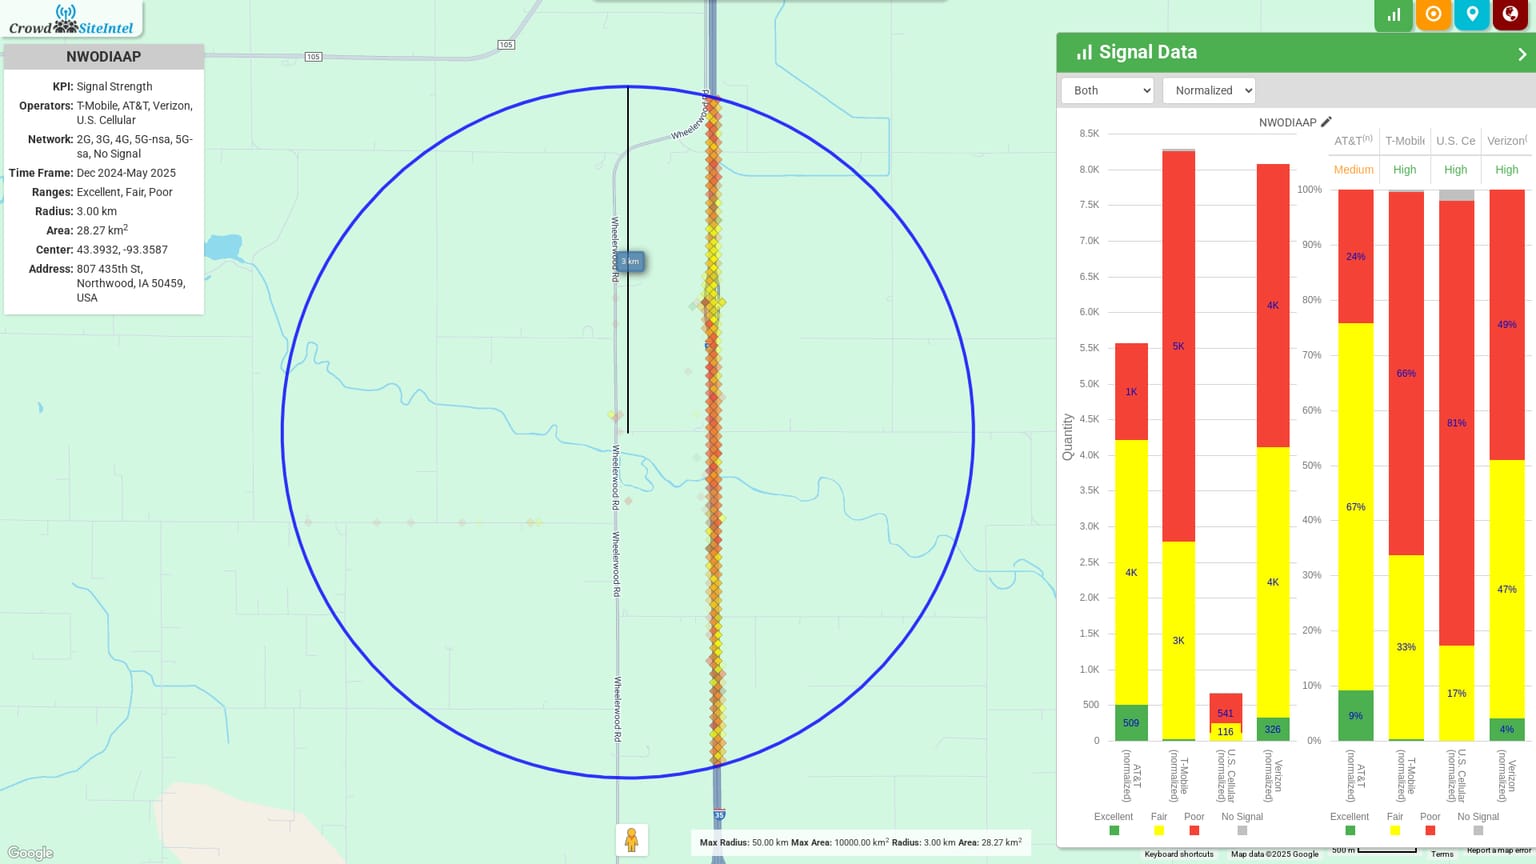 CrowdSiteIntel
NWODIAAP
KPI: Signal Strength
Operators: T-Mobile, AT&T, Verizon,
U.S. Cellular
Network: 2G, 3G, 4G, 5G-nsa, 5G-
sa, No Signal
Time Frame: Dec 2024-May 2025
Ranges: Excellent, Fair, Poor
Radius: 3.00 km
Area: 28.27 km²
Center: 43.3932, -93.3587
Address: 807 435th St,
Northwood, IA 50459,
USA
105
105
Wheelerwood Rd
Wheelerwood Rd
3 km
Wheelerwood Rd
Wheelerwood Rd
Wheelerwood Rd
35
Google
Max Radius: 50.00 km Max Area: 10000.00 km² Radius: 3.00 km Area: 28.27 km²
Keyboard shortcuts
Map data ©2025 Google
500 m
Terms
Report a map error
Signal Data
Both
Normalized
NWODIAAP
Quantity
8.5K
8.0K
7.5K
7.0K
6.5K
6.0K
5.5K
5.0K
4.5K
4.0K
3.5K
3.0K
2.5K
2.0K
1.5K
1.0K
500
0
1K
4K
509
5K
3K
541
116
4K
4K
326
AT&T
(normalized)
T-Mobile
(normalized)
U.S. Cellular
(normalized)
Verizon
(normalized)
Excellent
Fair
Poor
No Signal
AT&T(n)
T-Mobile
U.S. Ce
Verizon(
Medium
High
High
High
100%
90%
80%
70%
60%
50%
40%
30%
20%
10%
0%
24%
67%
9%
66%
33%
81%
17%
49%
47%
4%
AT&T
(normalized)
T-Mobile
(normalized)
U.S. Cellular
(normalized)
Verizon
(normalized)
Excellent
Fair
Poor
No Signal